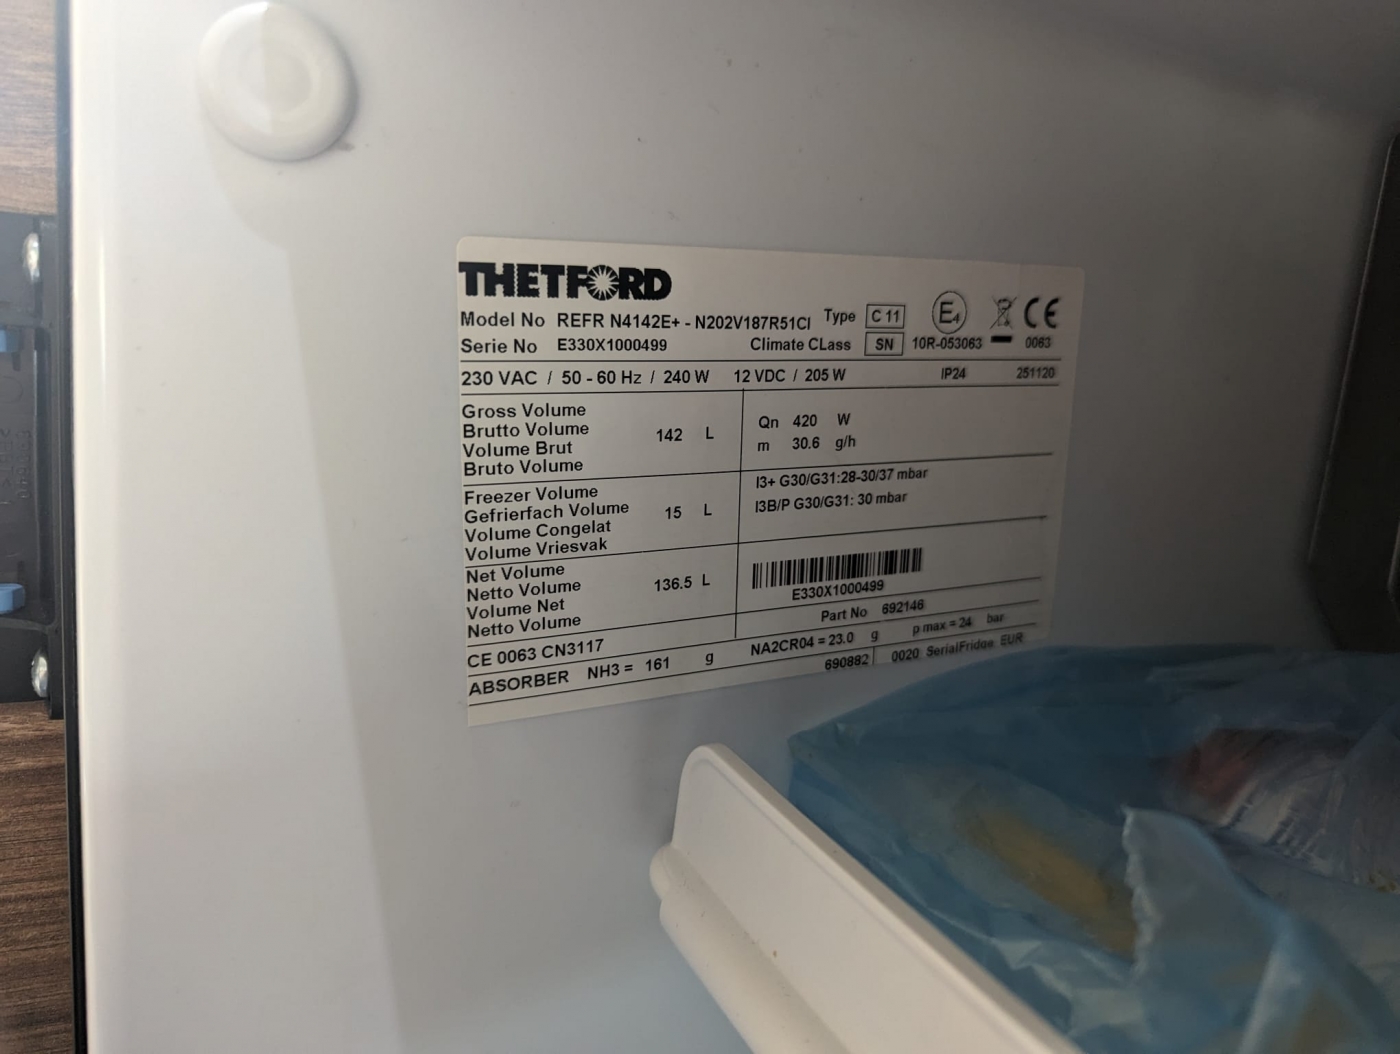 THETFORD
Model No REFR N4142E+ - N202V187R51CI Type C 11 E4 CE
Serie No E330X1000499 Climate CLass SN 10R-053063 0063
230 VAC / 50 - 60 Hz / 240 W 12 VDC / 205 W IP24 251120
Gross Volume
Brutto Volume
Volume Brut
Bruto Volume
142 L
Qn 420 W
m 30.6 g/h
Freezer Volume
Gefrierfach Volume
Volume Congelat
Volume Vriesvak
15 L
I3+ G30/G31:28-30/37 mbar
I3B/P G30/G31: 30 mbar
Net Volume
Netto Volume
Volume Net
Netto Volume
136.5 L
E330X1000499
Part No 692146
CE 0063 CN3117
ABSORBER NH3 = 161 g NA2CR04 = 23.0 g p max = 24 bar
690882 0020 SerialFridge EUR